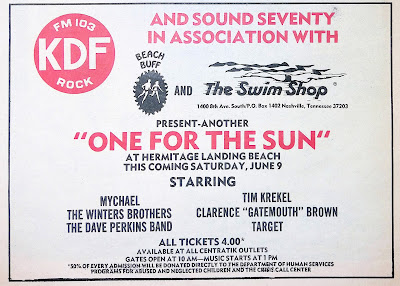 FM 103
KDF
ROCK
AND SOUND SEVENTY
IN ASSOCIATION WITH
BEACH
BUFF
AND
The Swim Shop
1400 8th Ave. South/P.O. Box 1402 Nashville, Tennessee 37203
PRESENT-ANOTHER
"ONE FOR THE SUN"
AT HERMITAGE LANDING BEACH
THIS COMING SATURDAY, JUNE 9
STARRING
MYCHAEL
THE WINTERS BROTHERS
THE DAVE PERKINS BAND
TIM KREKEL
CLARENCE "GATEMOUTH" BROWN
TARGET
ALL TICKETS 4.00*
AVAILABLE AT ALL CENTRATIK OUTLETS
GATES OPEN AT 10 AM—MUSIC STARTS AT 1 PM
*50% OF EVERY ADMISSION WILL BE DONATED DIRECTLY TO THE DEPARTMENT OF HUMAN SERVICES
PROGRAMS FOR ABUSED AND NEGLECTED CHILDREN AND THE CRISIS CALL CENTER